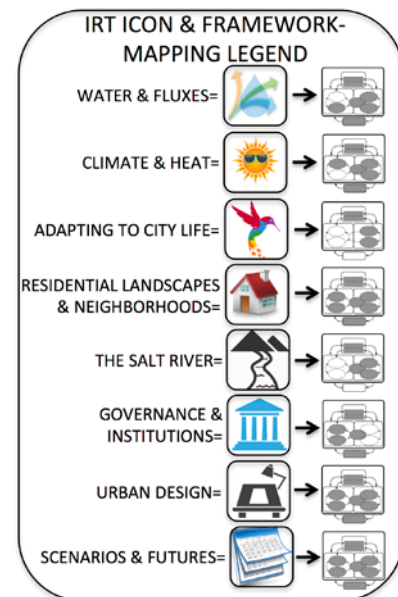 IRT ICON & FRAMEWORK-
MAPPING LEGEND
WATER & FLUXES=
CLIMATE & HEAT=
ADAPTING TO CITY LIFE=
RESIDENTIAL LANDSCAPES
& NEIGHBORHOODS=
THE SALT RIVER=
GOVERNANCE &
INSTITUTIONS=
URBAN DESIGN=
SCENARIOS & FUTURES=